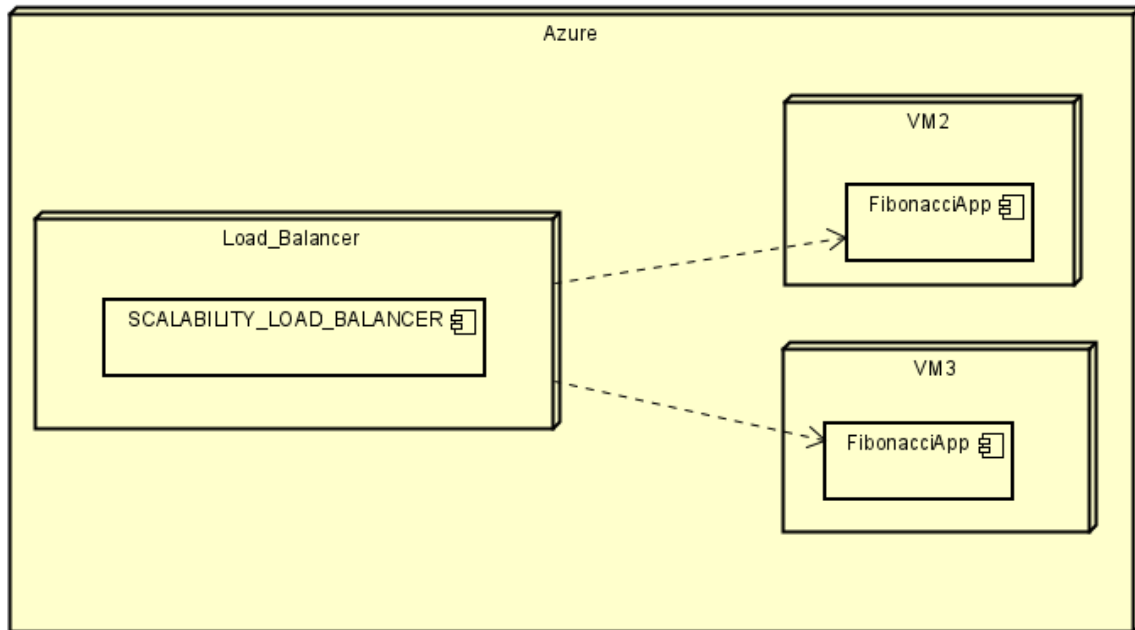 Azure
VM2
FibonacciApp
Load_Balancer
SCALABILITY_LOAD_BALANCER
VM3
FibonacciApp